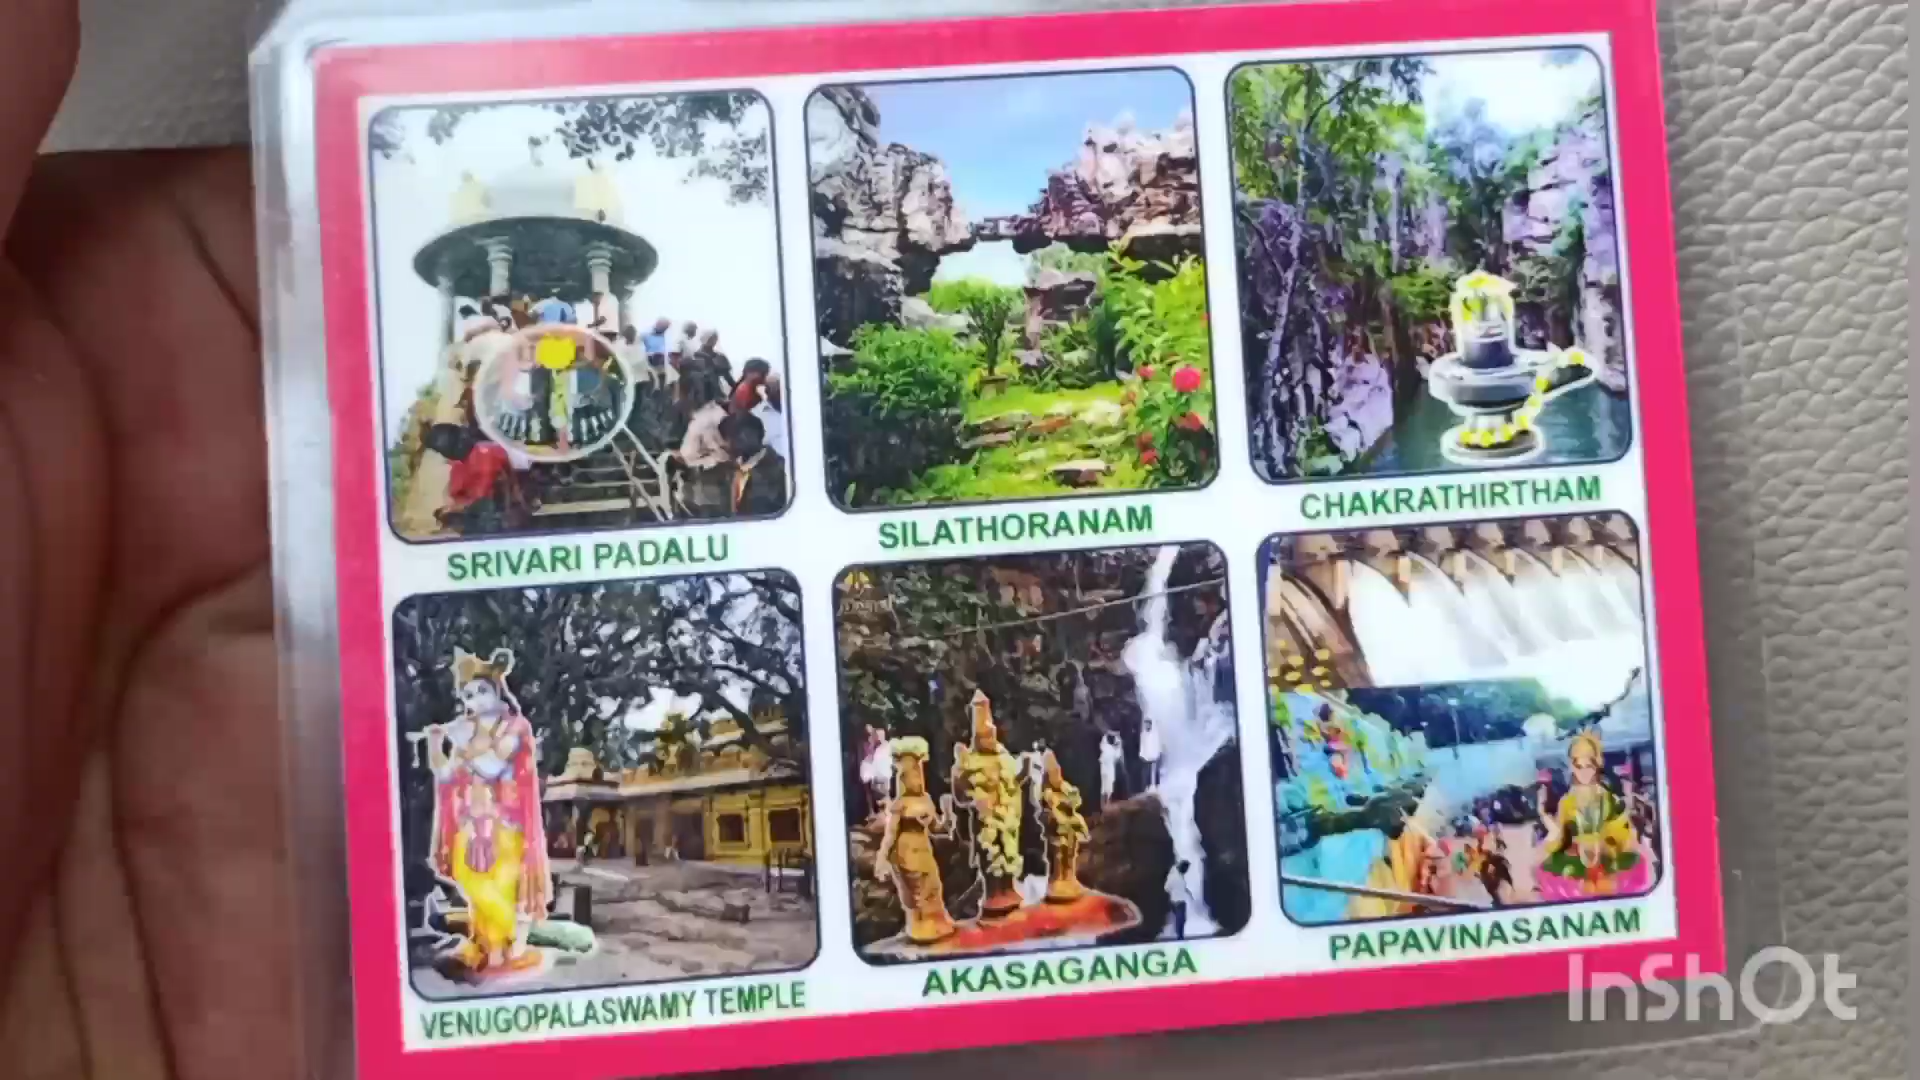 SRIVARI PADALU
SILATHORANAM
CHAKRATHIRTHAM
VENUGOPALASWAMY TEMPLE
AKASAGANGA
PAPAVINASANAM
InShOt